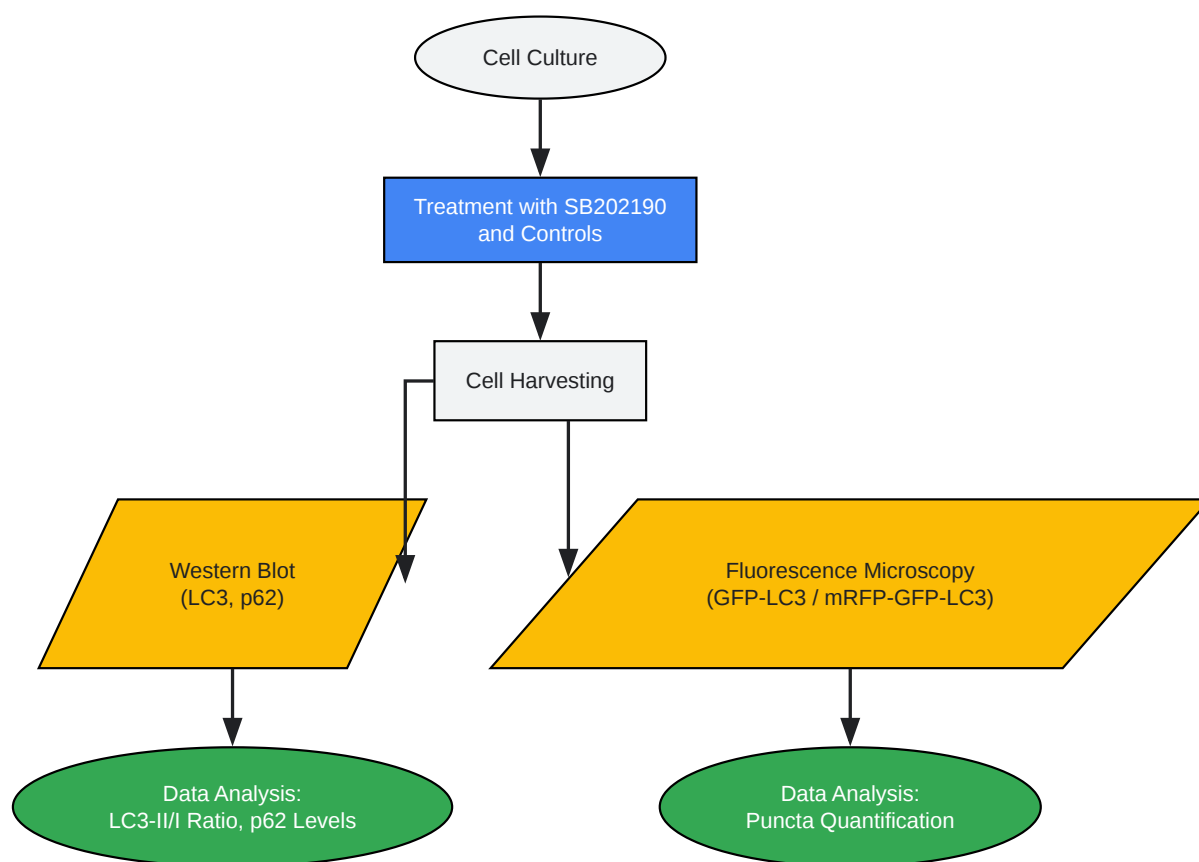 Cell Culture
Treatment with SB202190
and Controls
Cell Harvesting
Western Blot
(LC3, p62)
Fluorescence Microscopy
(GFP-LC3 / mRFP-GFP-LC3)
Data Analysis:
LC3-II/I Ratio, p62 Levels
Data Analysis:
Puncta Quantification